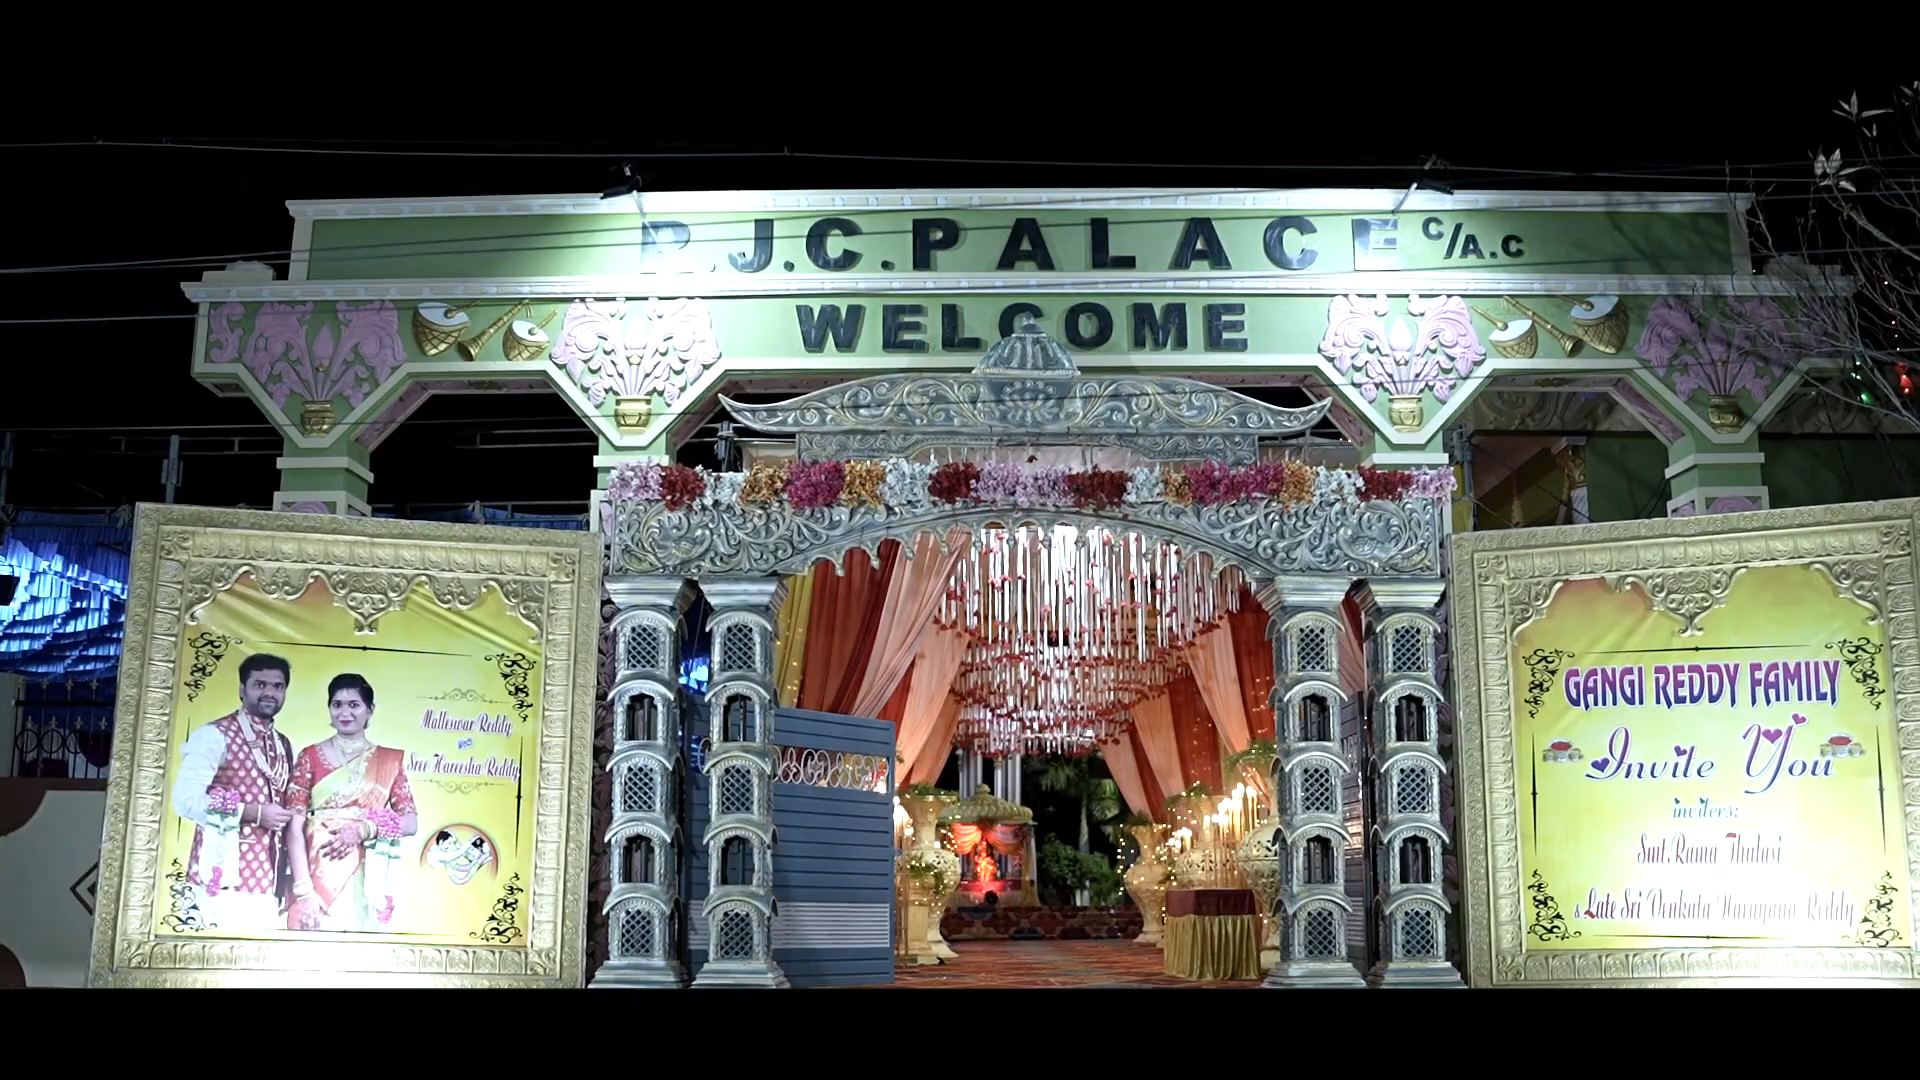 P.J.C. PALACE C/A.C
WELCOME
Malleswar Reddy
Sree Hareesha Reddy
GANGI REDDY FAMILY
Invite You
inviters:
Smt.Rama Thulasi
& Late Sri Venkata Narayana Reddy